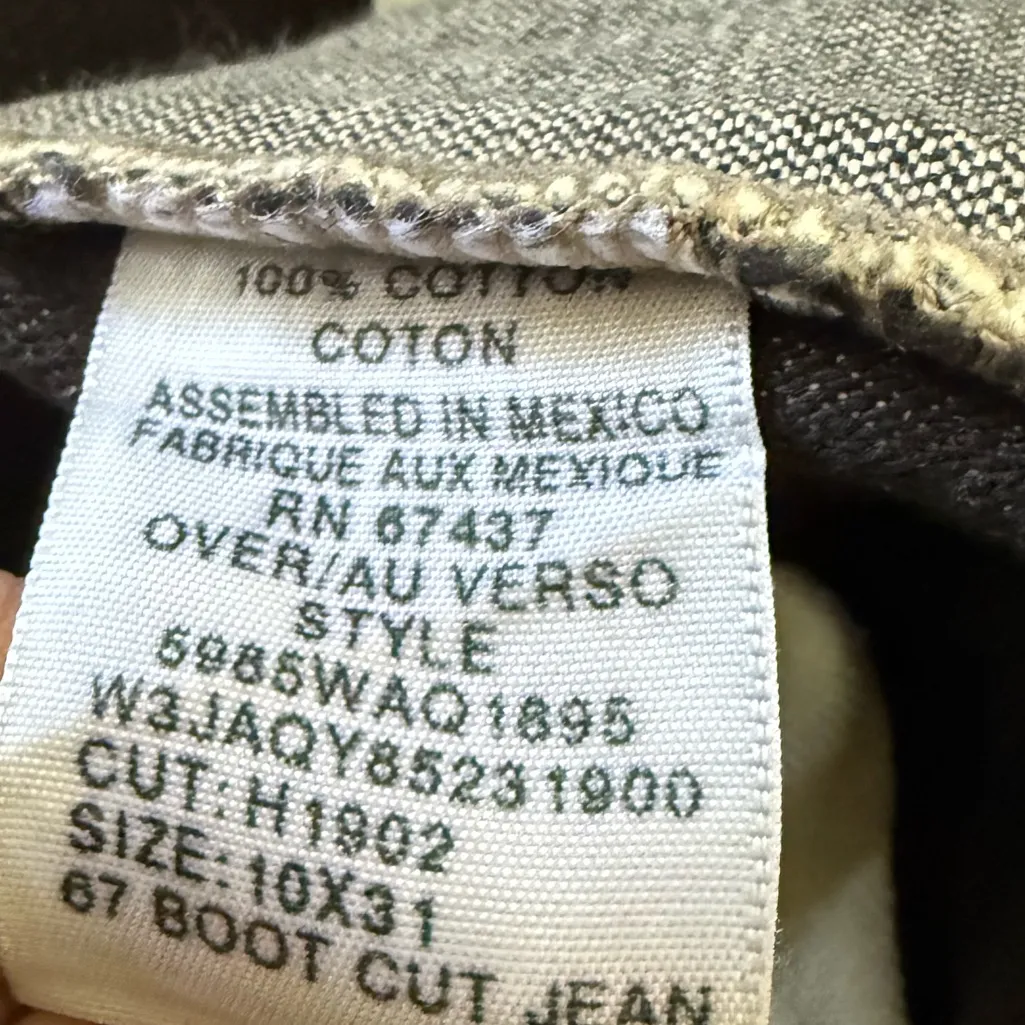 100% COTTON
COTON
ASSEMBLED IN MEXICO
FABRIQUE AUX MEXIQUE
RN 67437
OVER/AU VERSO
STYLE
5985WAQ1895
W3JAQY85231900
CUT: H1902
SIZE: 10X31
67 BOOT CUT JEAN